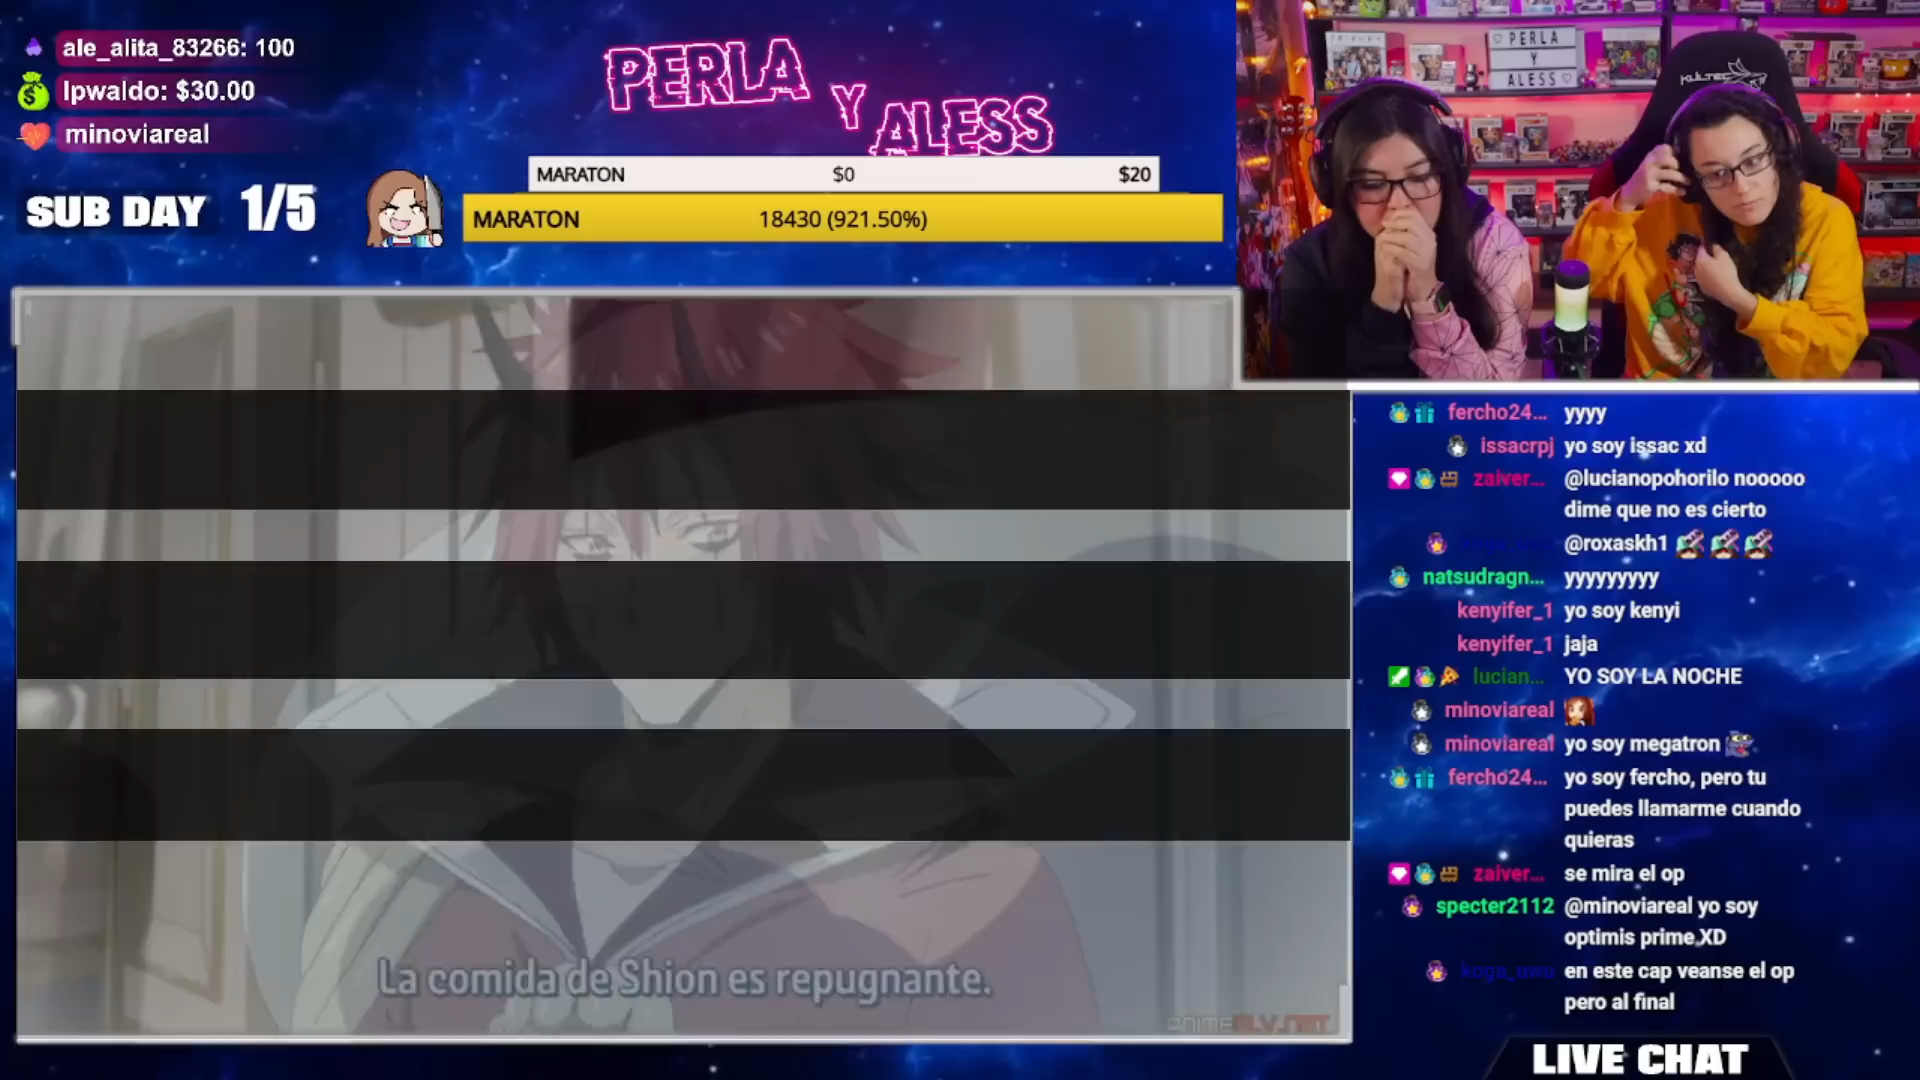 ale_alita_83266: 100
lpwaldo: $30.00
minoviareal
SUB DAY 1/5
PERLA
Y
ALESS
MARATON $0 $20
MARATON 18430 (921.50%)
PERLA
Y
ALESS
fercho24... yyyy
issacrpj yo soy issac xd
zaiver... @lucianopohorilo nooooo
dime que no es cierto
@roxaskh1
natsudragn... yyyyyyyyy
kenyifer_1 yo soy kenyi
kenyifer_1 jaja
lucian... YO SOY LA NOCHE
minoviareal
minoviareal yo soy megatron
fercho24... yo soy fercho, pero tu
puedes llamarme cuando
quieras
zaiver... se mira el op
specter2112 @minoviareal yo soy
optimis prime XD
koga_uwu en este cap veanse el op
pero al final
La comida de Shion es repugnante.
ANIMEFLV.NET
LIVE CHAT